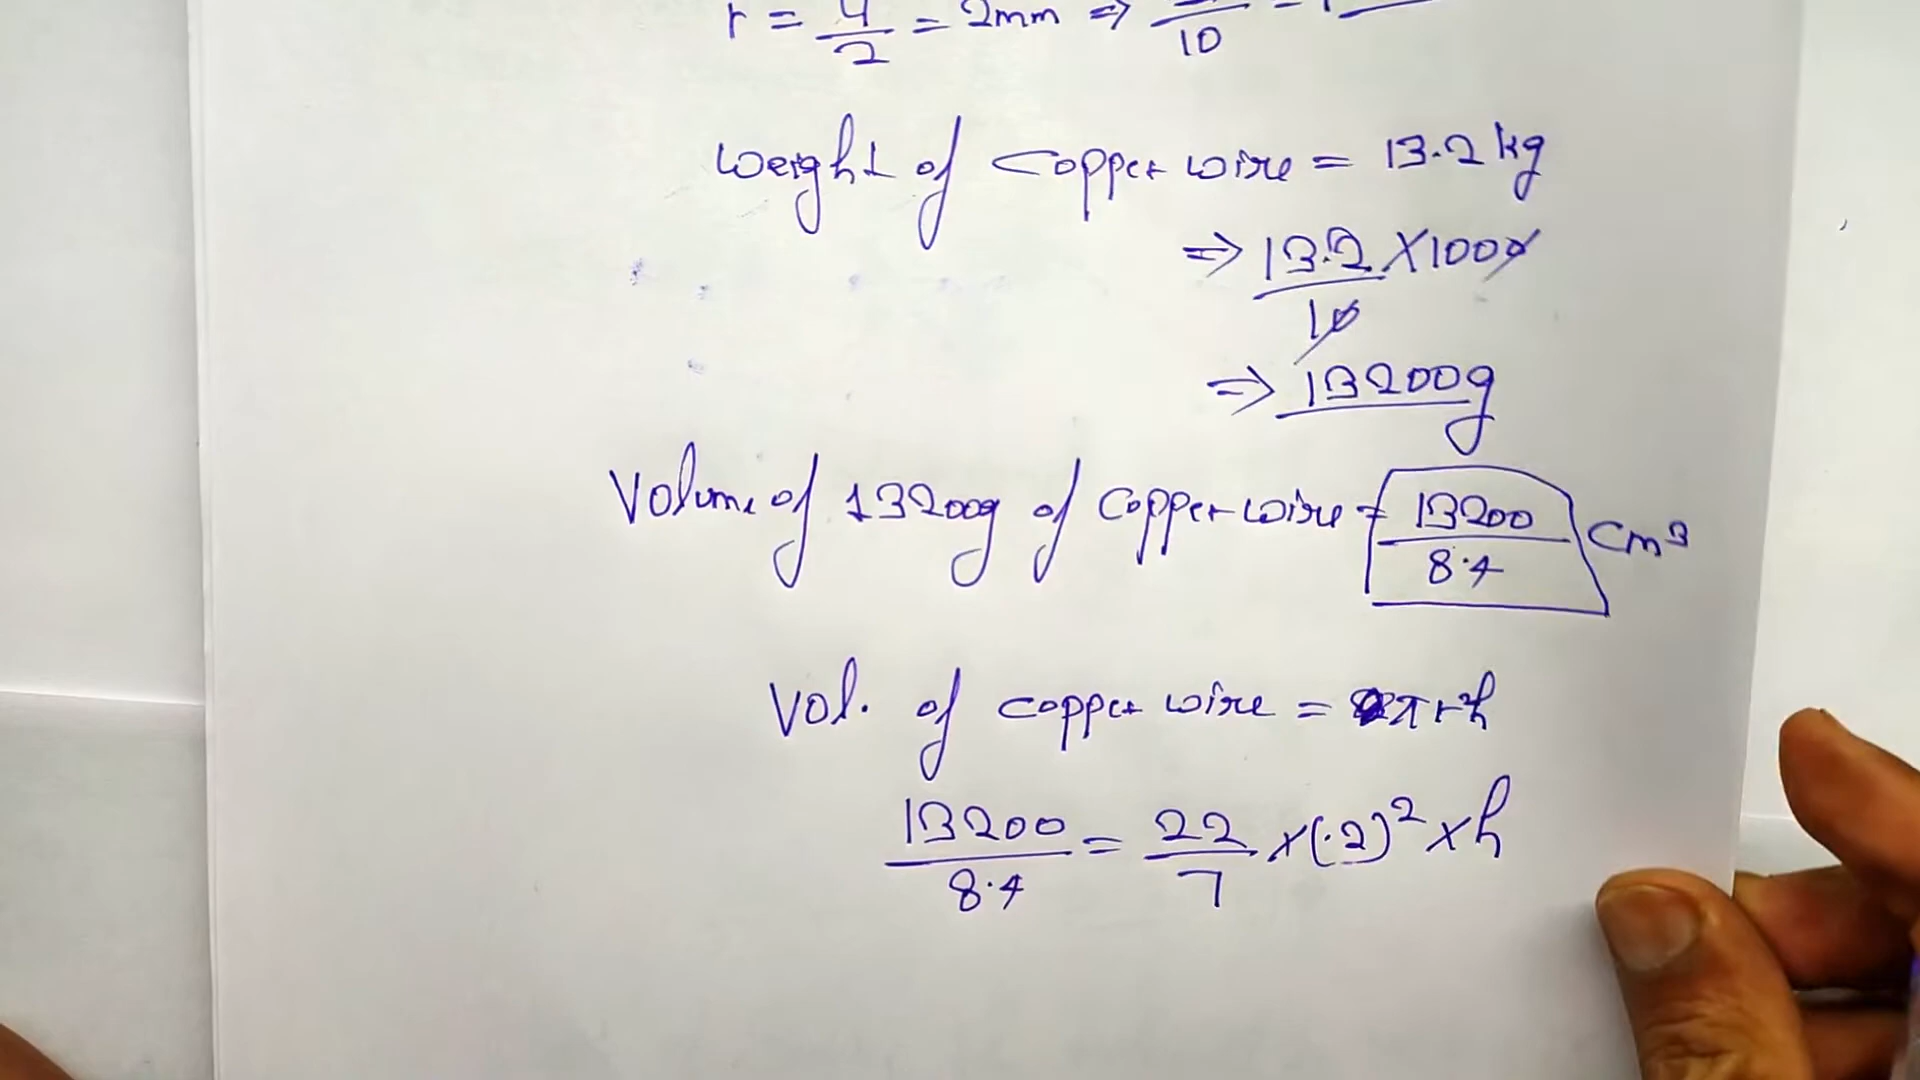 r = 4/2 = 2mm ⇒ /10 =
Weight of Copper wire = 13.2 kg
⇒ 13.2 × 1000 / 10
⇒ 13200g
Volume of 13200g of Copper wire = 13200/8.4 cm³
Vol. of copper wire = πr²h
13200/8.4 = 22/7 × (.2)² × h